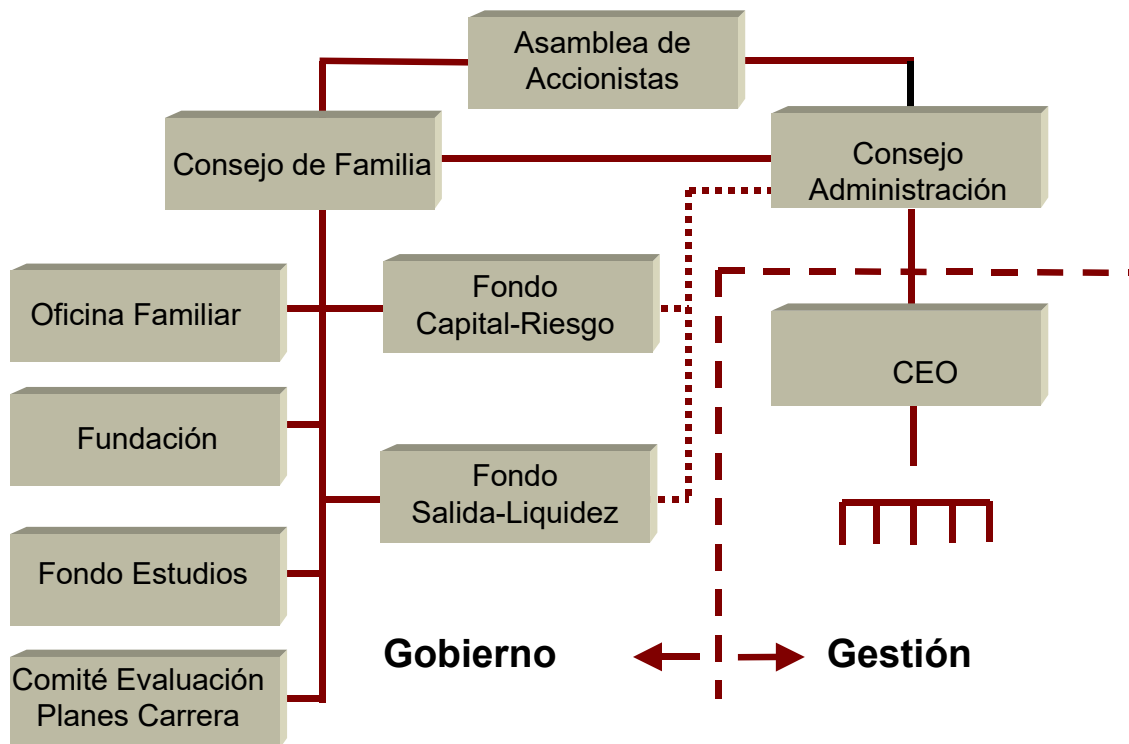 Asamblea de
Accionistas
Consejo de Familia
Consejo
Administración
Oficina Familiar
Fondo
Capital-Riesgo
CEO
Fundación
Fondo
Salida-Liquidez
Fondo Estudios
Comité Evaluación
Planes Carrera
Gobierno
Gestión